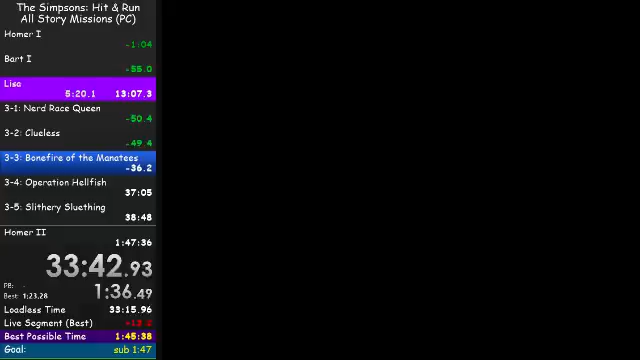 The Simpsons: Hit & Run
All Story Missions (PC)
Homer I
-1:04
Bart I
-55.0
Lisa
5:20.1 13:07.3
3-1: Nerd Race Queen
-50.4
3-2: Clueless
-49.4
3-3: Bonefire of the Manatees
-36.2
3-4: Operation Hellfish
37:05
3-5: Slithery Sluething
38:48
Homer II
1:47:36
33:42.93
PB: -
Best: 1:23.28 1:36.49
Loadless Time 33:15.96
Live Segment (Best)
Best Possible Time 1:45:38
Goal: sub 1:47